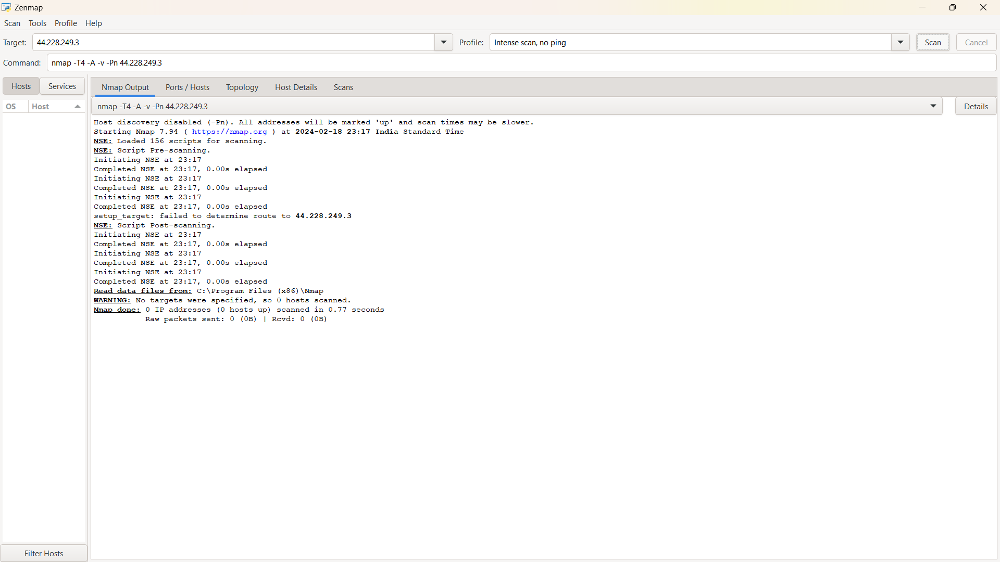 Zenmap
Scan Tools Profile Help
Target: 44.228.249.3 Profile: Intense scan, no ping Scan Cancel
Command: nmap -T4 -A -v -Pn 44.228.249.3
Hosts Services Nmap Output Ports / Hosts Topology Host Details Scans
OS Host nmap -T4 -A -v -Pn 44.228.249.3 Details
Host discovery disabled (-Pn). All addresses will be marked 'up' and scan times may be slower.
Starting Nmap 7.94 ( https://nmap.org ) at 2024-02-18 23:17 India Standard Time
NSE: Loaded 156 scripts for scanning.
NSE: Script Pre-scanning.
Initiating NSE at 23:17
Completed NSE at 23:17, 0.00s elapsed
Initiating NSE at 23:17
Completed NSE at 23:17, 0.00s elapsed
Initiating NSE at 23:17
Completed NSE at 23:17, 0.00s elapsed
setup_target: failed to determine route to 44.228.249.3
NSE: Script Post-scanning.
Initiating NSE at 23:17
Completed NSE at 23:17, 0.00s elapsed
Initiating NSE at 23:17
Completed NSE at 23:17, 0.00s elapsed
Initiating NSE at 23:17
Completed NSE at 23:17, 0.00s elapsed
Read data files from: C:\Program Files (x86)\Nmap
WARNING: No targets were specified, so 0 hosts scanned.
Nmap done: 0 IP addresses (0 hosts up) scanned in 0.77 seconds
Raw packets sent: 0 (0B) | Rcvd: 0 (0B)
Filter Hosts